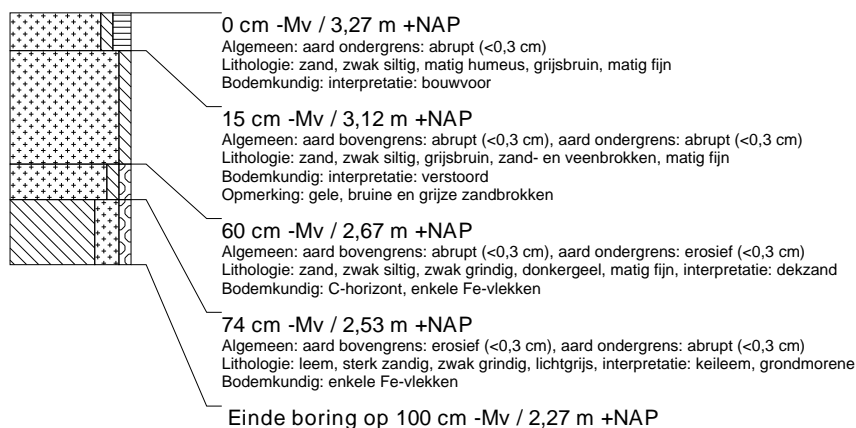 0 cm -Mv / 3,27 m +NAP
Algemeen: aard ondergrens: abrupt (<0,3 cm)
Lithologie: zand, zwak siltig, matig humeus, grijsbruin, matig fijn
Bodemkundig: interpretatie: bouwvoor
15 cm -Mv / 3,12 m +NAP
Algemeen: aard bovengrens: abrupt (<0,3 cm), aard ondergrens: abrupt (<0,3 cm)
Lithologie: zand, zwak siltig, grijsbruin, zand- en veenbrokken, matig fijn
Bodemkundig: interpretatie: verstoord
Opmerking: gele, bruine en grijze zandbrokken
60 cm -Mv / 2,67 m +NAP
Algemeen: aard bovengrens: abrupt (<0,3 cm), aard ondergrens: erosief (<0,3 cm)
Lithologie: zand, zwak siltig, zwak grindig, donkergeel, matig fijn, interpretatie: dekzand
Bodemkundig: C-horizont, enkele Fe-vlekken
74 cm -Mv / 2,53 m +NAP
Algemeen: aard bovengrens: erosief (<0,3 cm), aard ondergrens: abrupt (<0,3 cm)
Lithologie: leem, sterk zandig, zwak grindig, lichtgrijs, interpretatie: keileem, grondmorene
Bodemkundig: enkele Fe-vlekken
Einde boring op 100 cm -Mv / 2,27 m +NAP